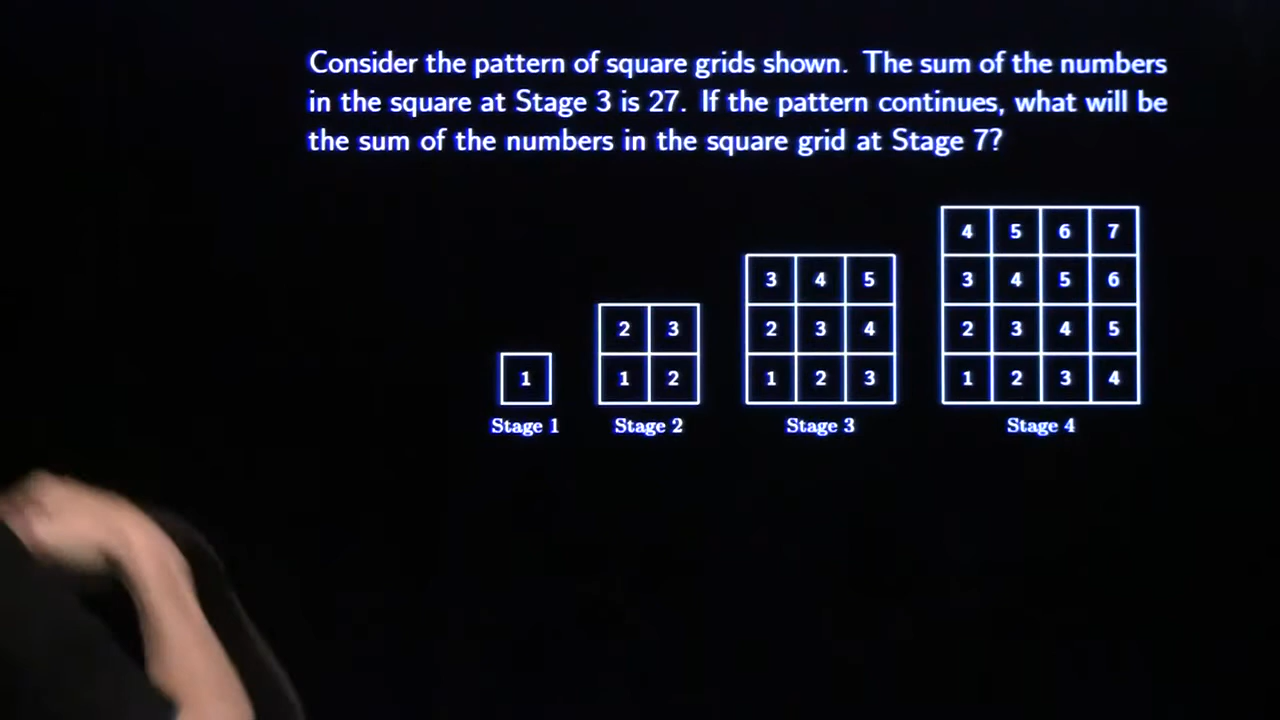 Consider the pattern of square grids shown. The sum of the numbers
in the square at Stage 3 is 27. If the pattern continues, what will be
the sum of the numbers in the square grid at Stage 7?
4 5 6 7
3 4 5 3 4 5 6
2 3 2 3 4 2 3 4 5
1 1 2 1 2 3 1 2 3 4
Stage 1 Stage 2 Stage 3 Stage 4